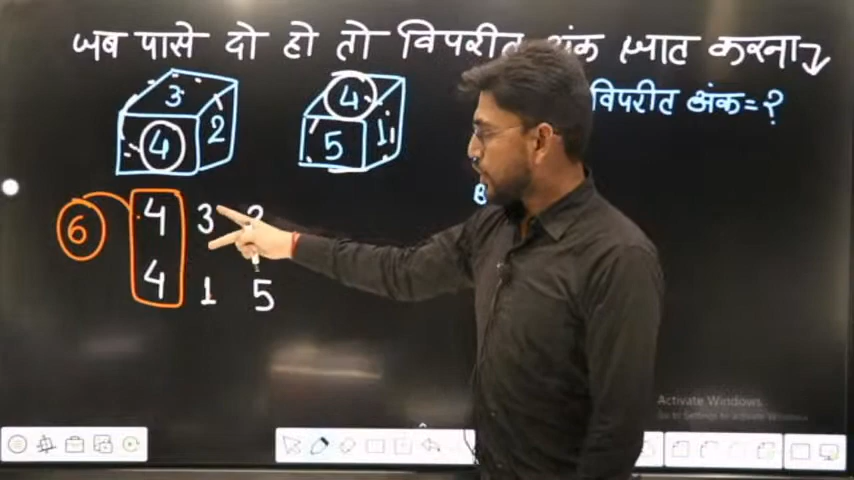 जब पासे दो हो तो विपरीत अंक ज्ञात करना
3
4
2
4
5
1
विपरीत अंक = ?
6
4 3 2
4 1 5
Activate Windows
Go to Settings to activate Windows.